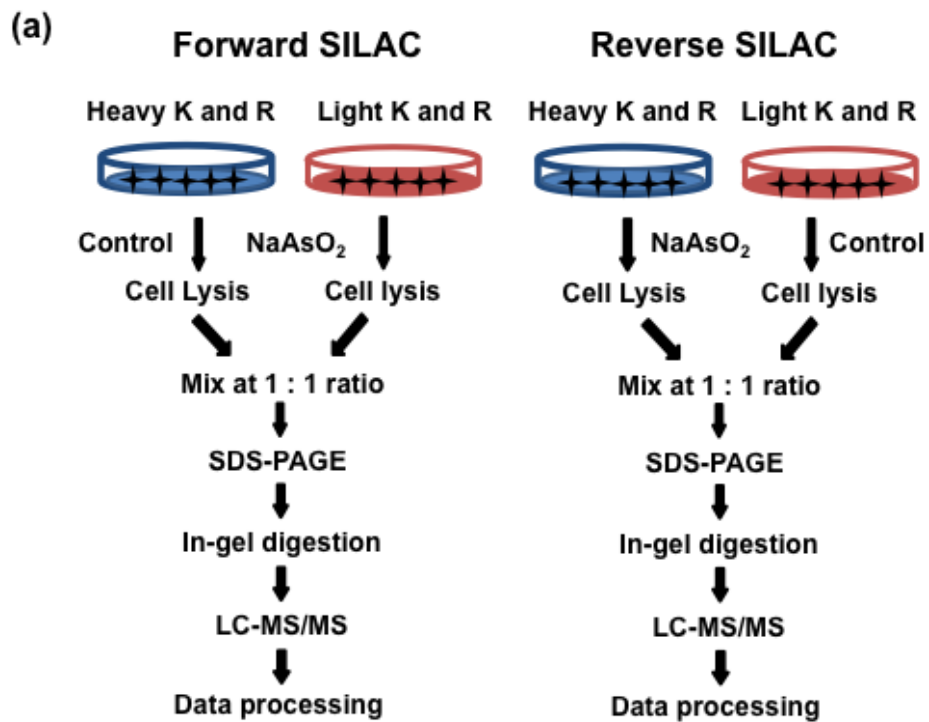 (a)
Forward SILAC
Heavy K and R Light K and R
Control NaAsO₂
Cell Lysis Cell lysis
Mix at 1 : 1 ratio
SDS-PAGE
In-gel digestion
LC-MS/MS
Data processing
Reverse SILAC
Heavy K and R Light K and R
NaAsO₂ Control
Cell Lysis Cell lysis
Mix at 1 : 1 ratio
SDS-PAGE
In-gel digestion
LC-MS/MS
Data processing